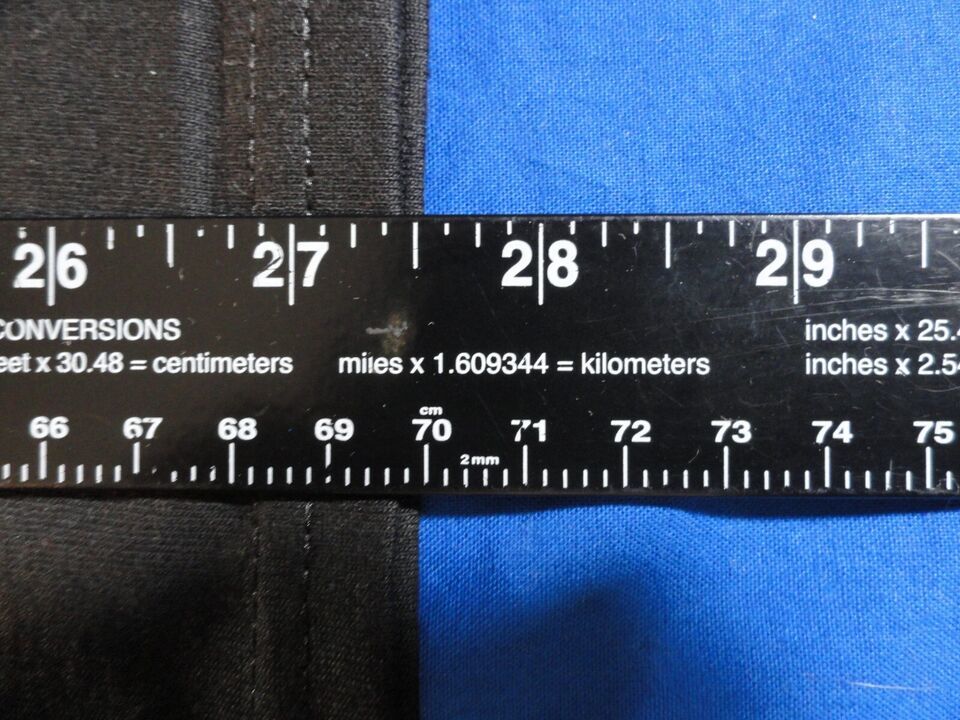 26 27 28 29
CONVERSIONS inches x 25.4
eet x 30.48 = centimeters miles x 1.609344 = kilometers inches x 2.54
cm
66 67 68 69 70 71 72 73 74 75
2mm